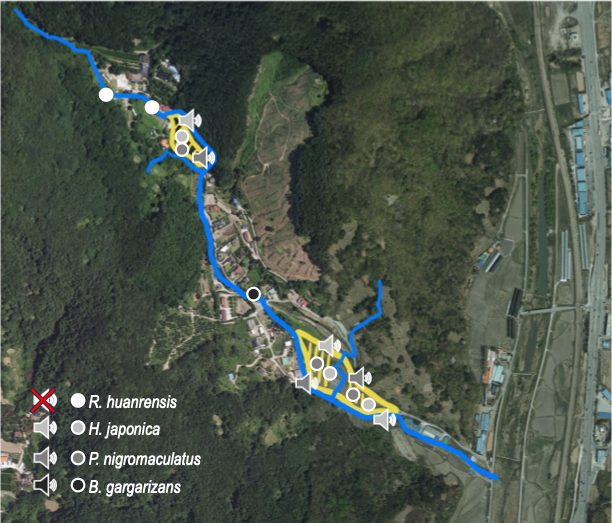 R. huanrensis
H. japonica
P. nigromaculatus
B. gargarizans